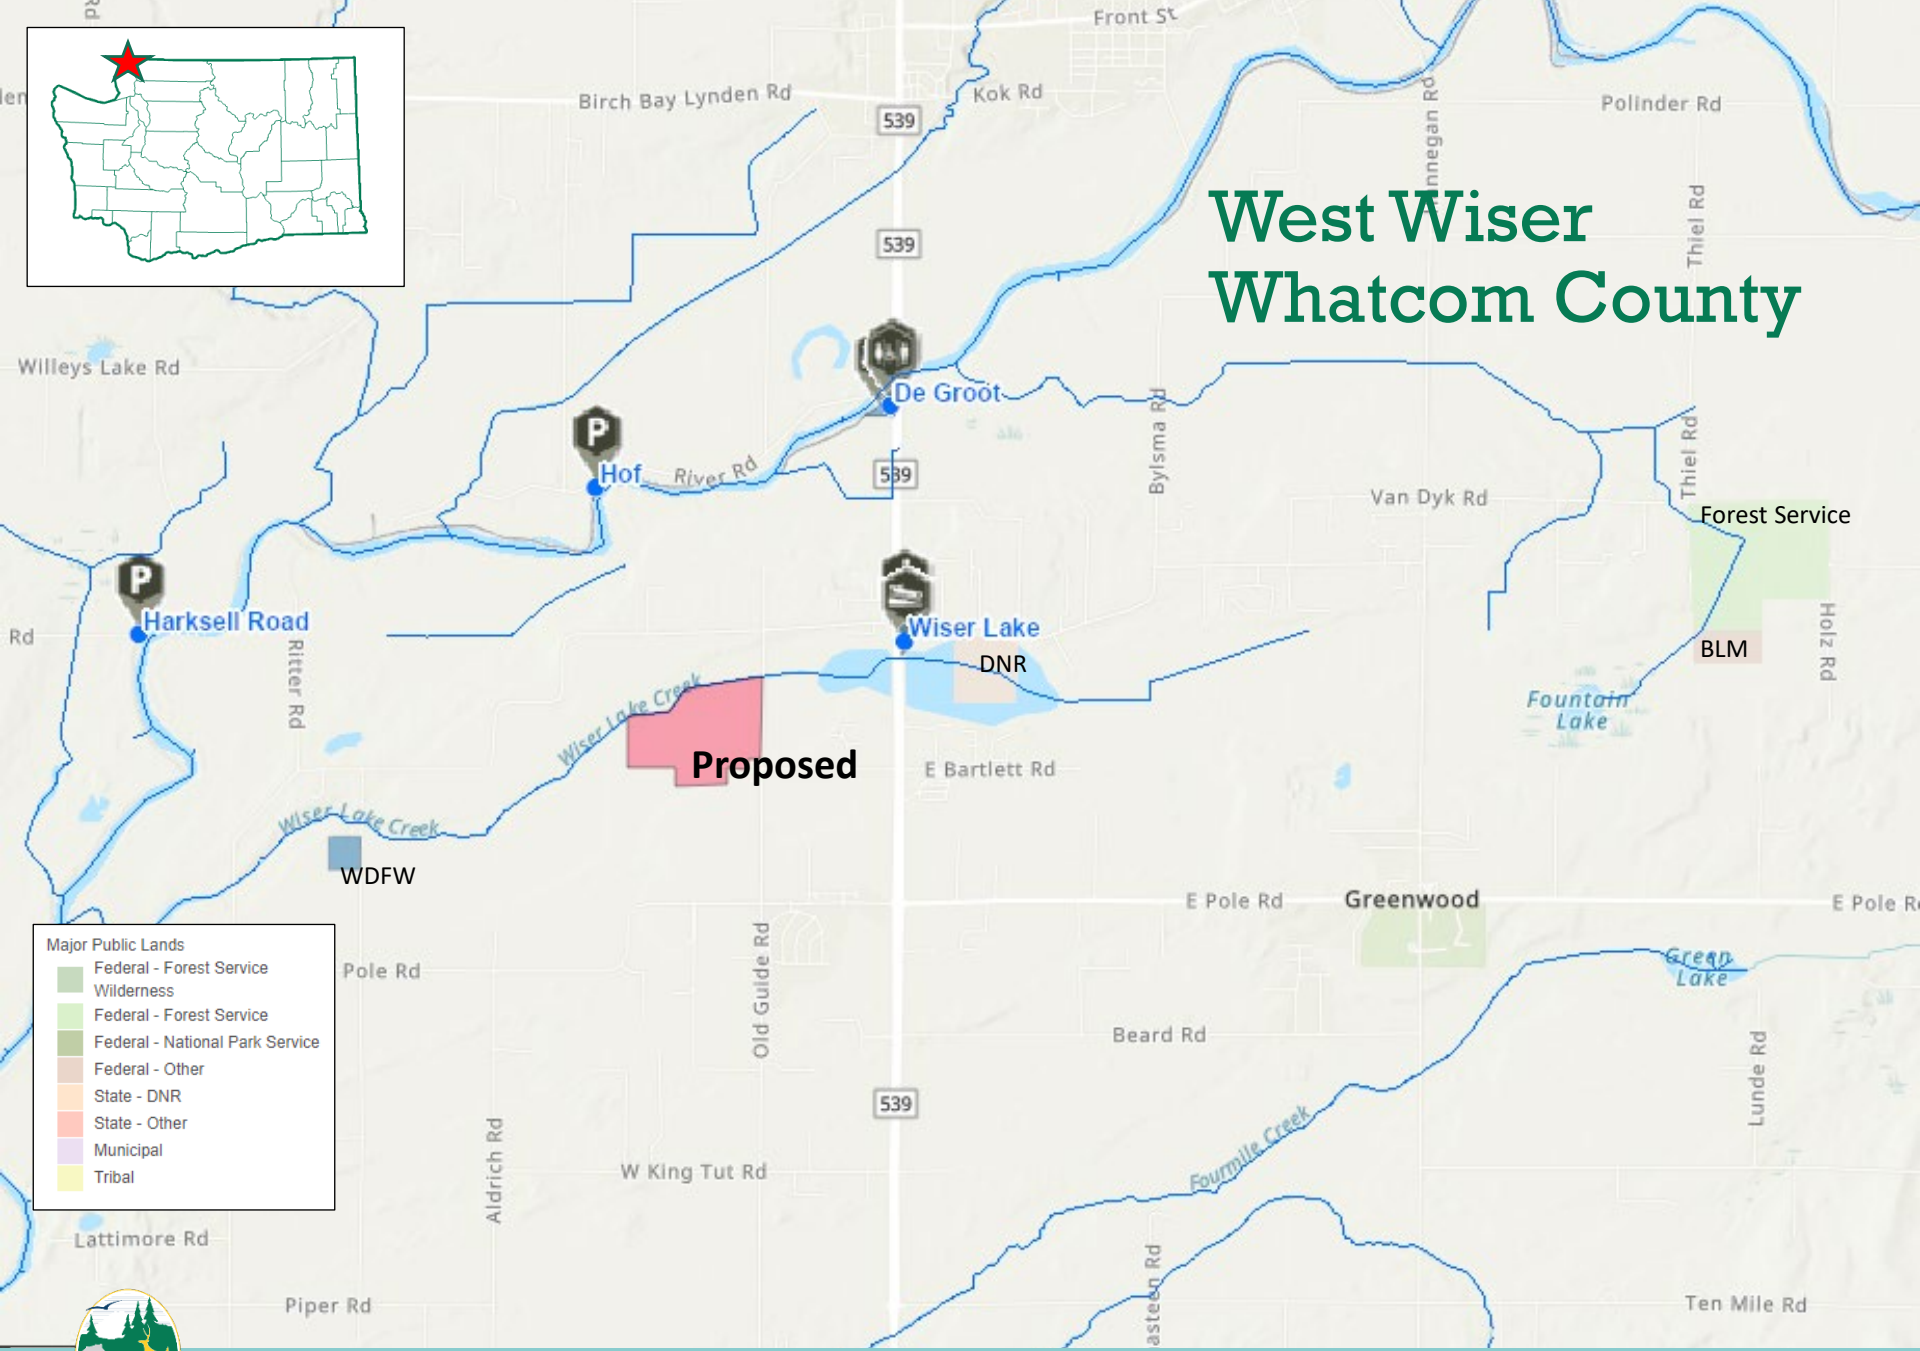 Front St
Birch Bay Lynden Rd
Kok Rd
539
Polinder Rd
539
Thiel Rd
West Wiser
Whatcom County
Willeys Lake Rd
De Groot
Bylsma Rd
Hof
River Rd
539
Thiel Rd
Van Dyk Rd
Forest Service
Harksell Road
Rd
Ritter Rd
Wiser Lake
DNR
BLM
Holz Rd
Fountain
Lake
Wiser Lake Creek
Proposed
E Bartlett Rd
Wiser Lake Creek
WDFW
E Pole Rd
Greenwood
E Pole R
Major Public Lands
Federal - Forest Service
Wilderness
Federal - Forest Service
Federal - National Park Service
Federal - Other
State - DNR
State - Other
Municipal
Tribal
Pole Rd
Old Guide Rd
Green
Lake
Beard Rd
Lunde Rd
539
Aldrich Rd
W King Tut Rd
Fourmile Creek
Lattimore Rd
Piper Rd
asteen Rd
Ten Mile Rd